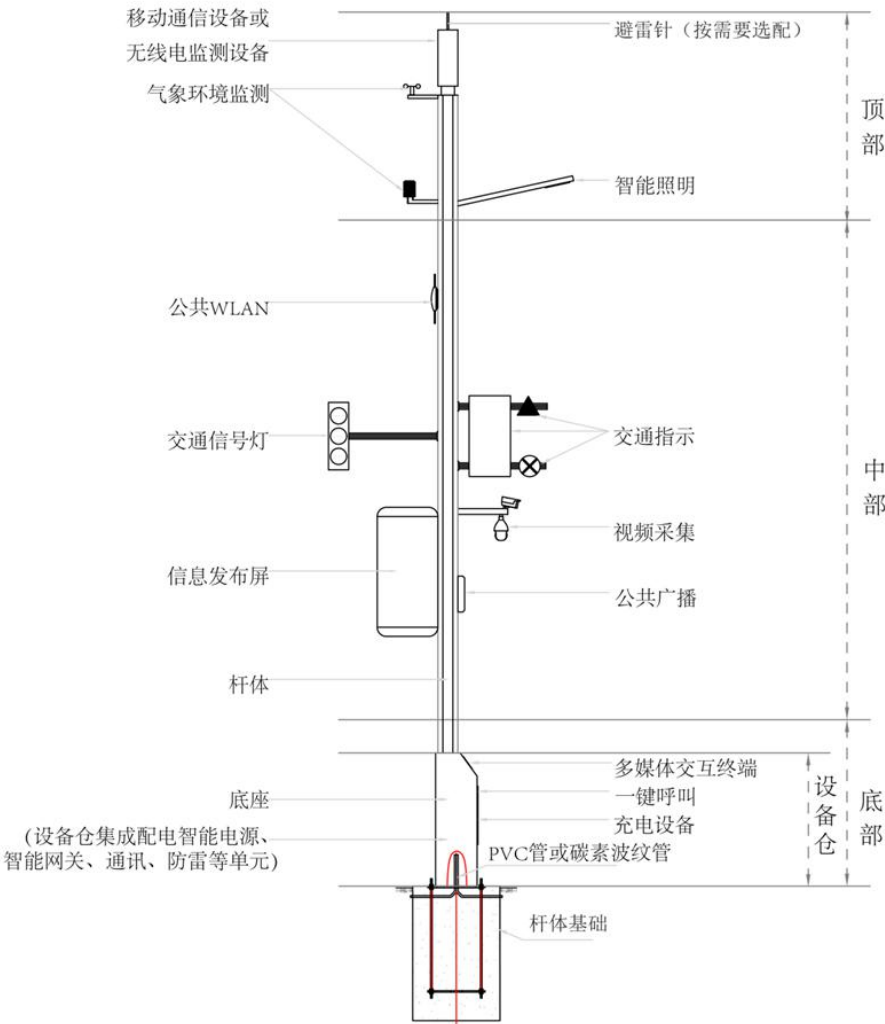 移动通信设备或
无线电监测设备
避雷针（按需要选配）
气象环境监测
顶部
智能照明
公共WLAN
交通信号灯
交通指示
中部
视频采集
信息发布屏
公共广播
杆体
多媒体交互终端
一键呼叫
充电设备
设备仓
底部
底座
（设备仓集成配电智能电源、
智能网关、通讯、防雷等单元）
PVC管或碳素波纹管
杆体基础